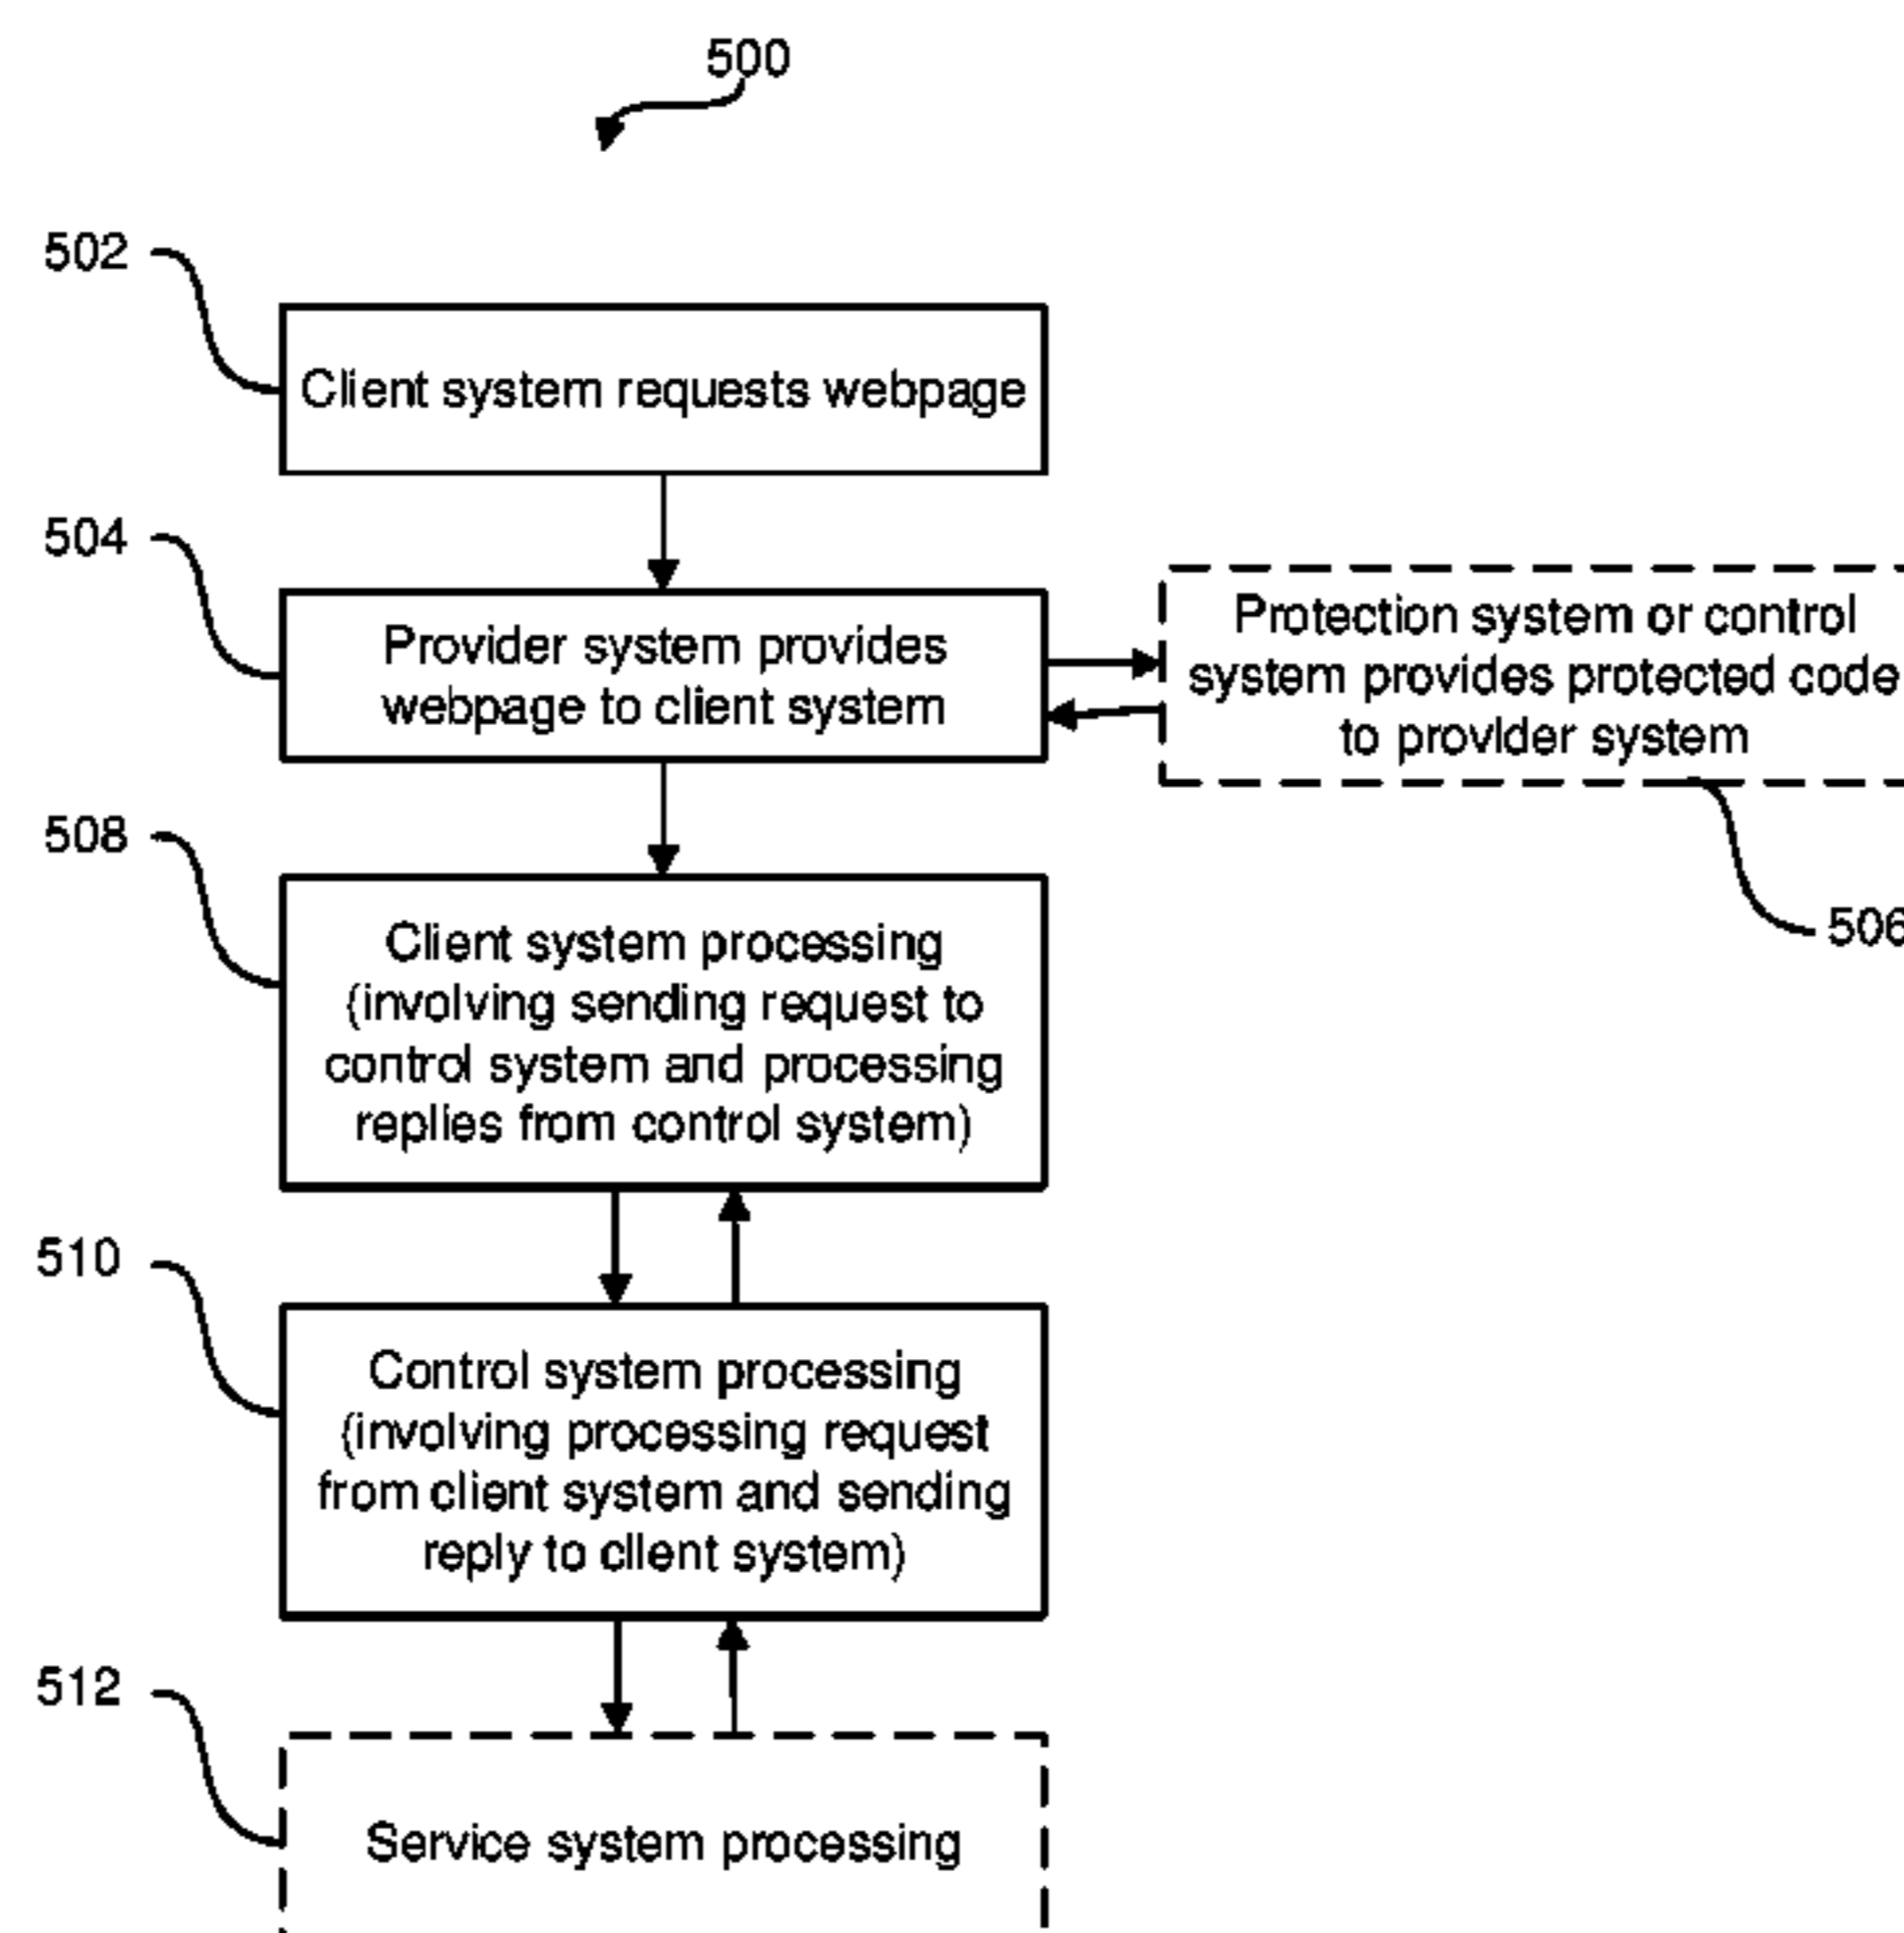 500
502
Client system requests webpage
504
Provider system provides
webpage to client system
Protection system or control
system provides protected code
to provider system
506
508
Client system processing
(involving sending request to
control system and processing
replies from control system)
510
Control system processing
(involving processing request
from client system and sending
reply to client system)
512
Service system processing